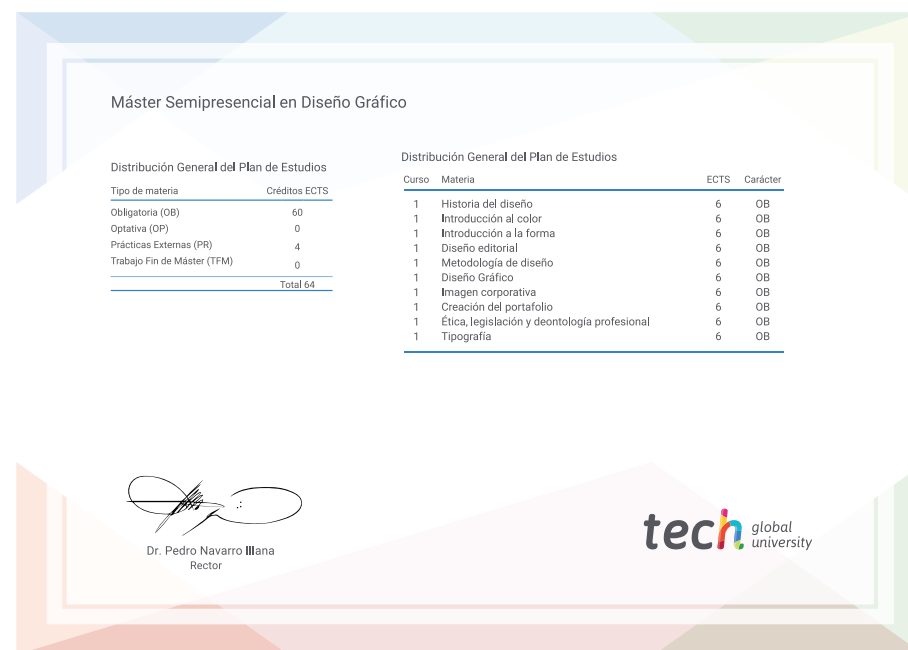 Máster Semipresencial en Diseño Gráfico
Distribución General del Plan de Estudios
Tipo de materia Créditos ECTS
Obligatoria (OB) 60
Optativa (OP) 0
Prácticas Externas (PR) 4
Trabajo Fin de Máster (TFM) 0
Total 64
Distribución General del Plan de Estudios
Curso Materia ECTS Carácter
1 Historia del diseño 6 OB
1 Introducción al color 6 OB
1 Introducción a la forma 6 OB
1 Diseño editorial 6 OB
1 Metodología de diseño 6 OB
1 Diseño Gráfico 6 OB
1 Imagen corporativa 6 OB
1 Creación del portafolio 6 OB
1 Ética, legislación y deontología profesional 6 OB
1 Tipografía 6 OB
Dr. Pedro Navarro Illana
Rector
tech global
university